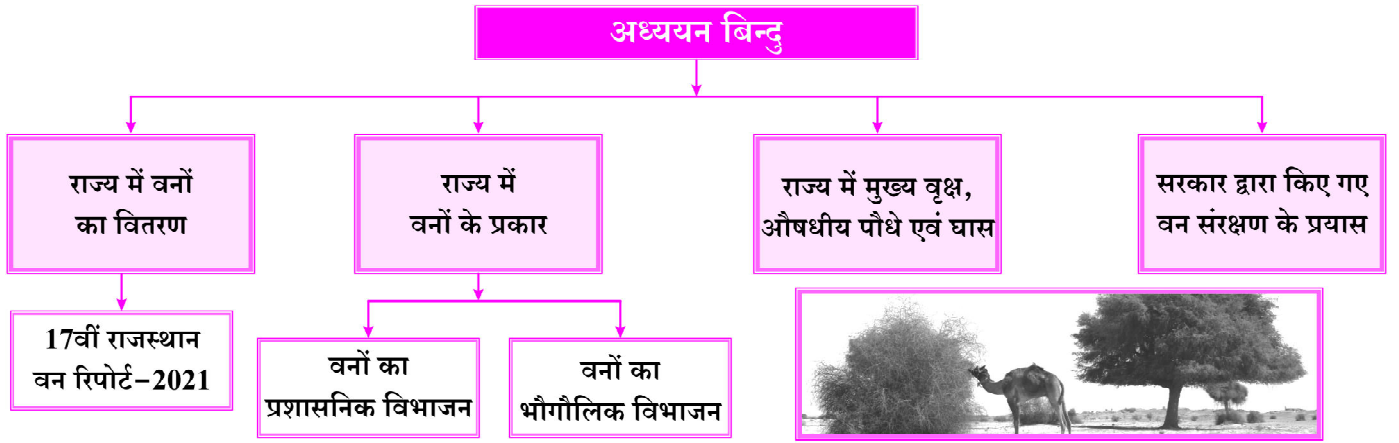 अध्ययन बिन्दु
राज्य में वनों
का वितरण
राज्य में
वनों के प्रकार
राज्य में मुख्य वृक्ष,
औषधीय पौधे एवं घास
सरकार द्वारा किए गए
वन संरक्षण के प्रयास
17वीं राजस्थान
वन रिपोर्ट-2021
वनों का
प्रशासनिक विभाजन
वनों का
भौगौलिक विभाजन